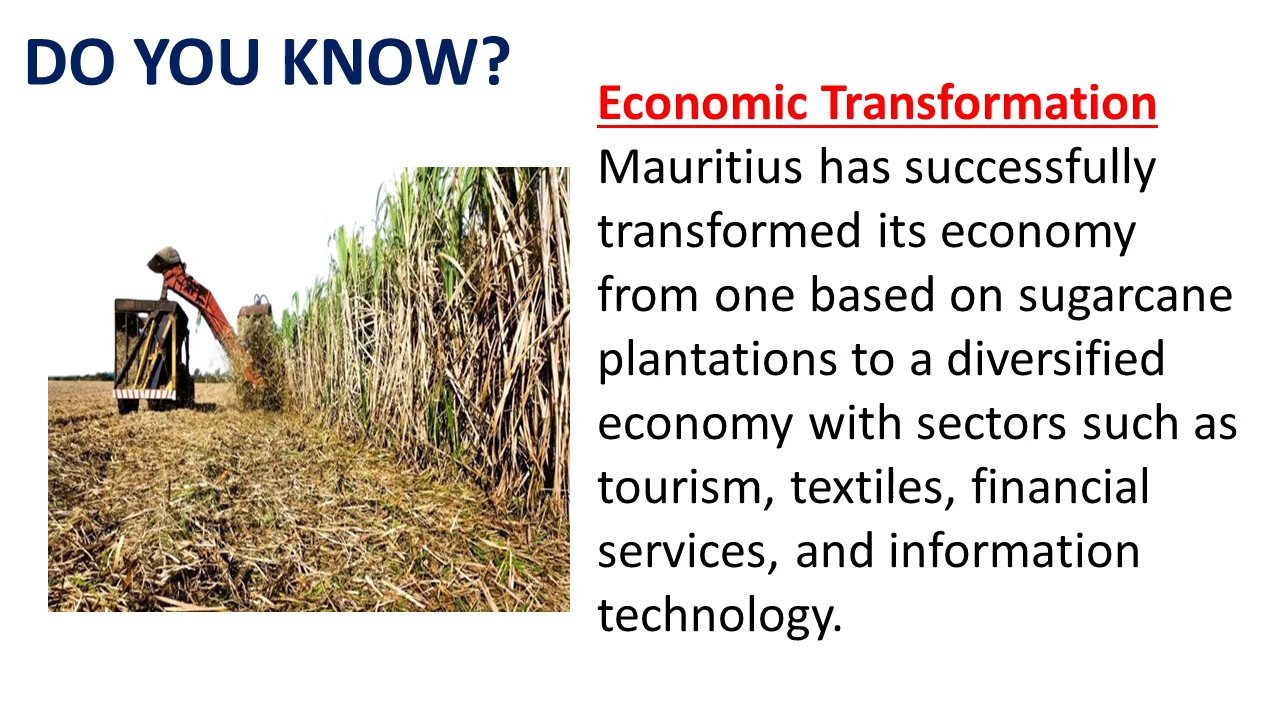 DO YOU KNOW?
Economic Transformation
Mauritius has successfully
transformed its economy
from one based on sugarcane
plantations to a diversified
economy with sectors such as
tourism, textiles, financial
services, and information
technology.